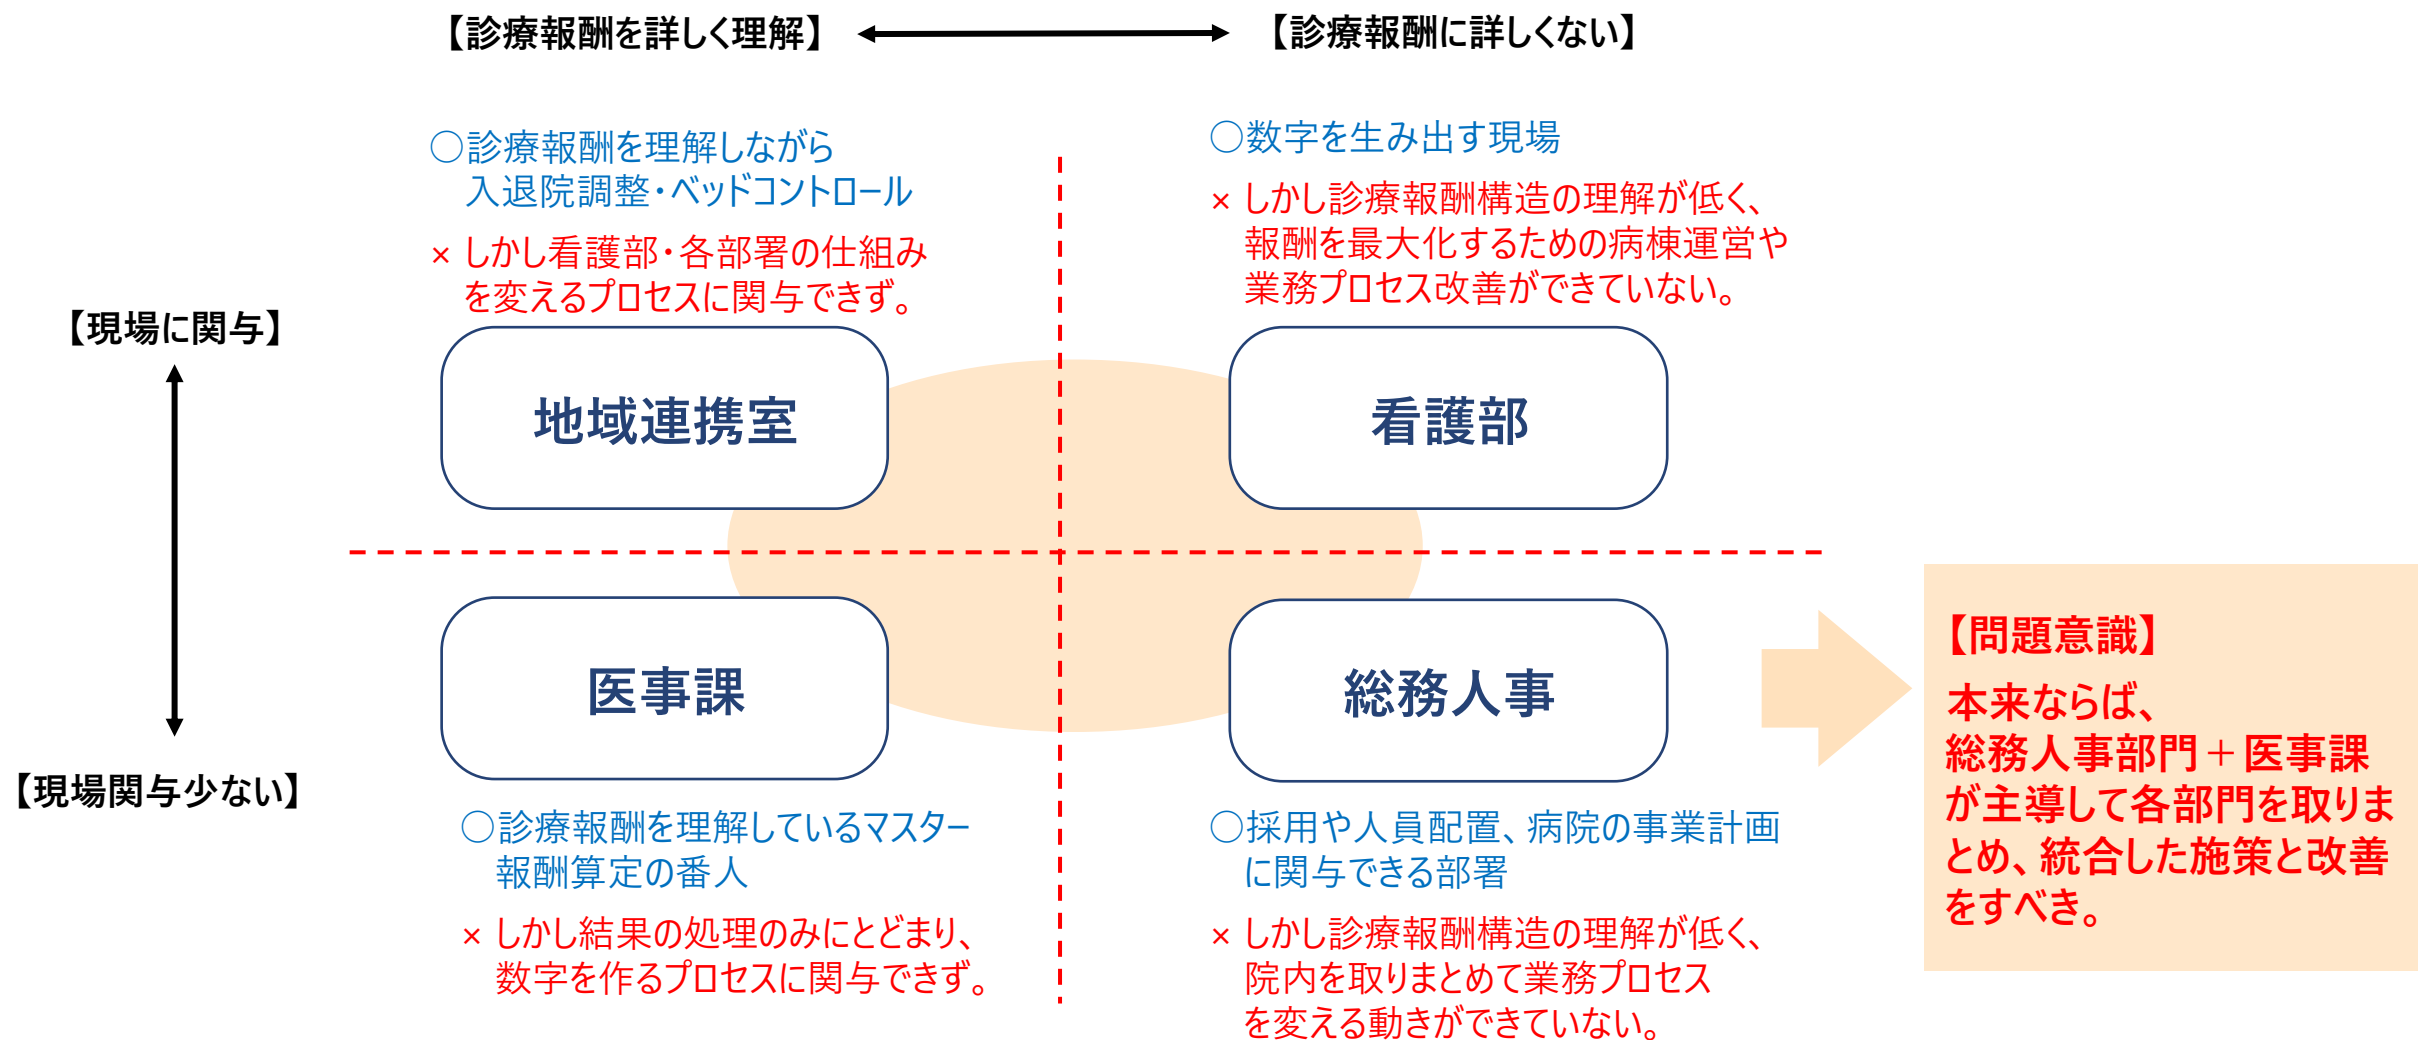 【診療報酬を詳しく理解】
【診療報酬に詳しくない】
○診療報酬を理解しながら
入退院調整・ベッドコントロール
× しかし看護部・各部署の仕組み
を変えるプロセスに関与できず。
○数字を生み出す現場
× しかし診療報酬構造の理解が低く、
報酬を最大化するための病棟運営や
業務プロセス改善ができていない。
【現場に関与】
地域連携室
看護部
医事課
総務人事
【現場関与少ない】
○診療報酬を理解しているマスター
報酬算定の番人
× しかし結果の処理のみにとどまり、
数字を作るプロセスに関与できず。
○採用や人員配置、病院の事業計画
に関与できる部署
× しかし診療報酬構造の理解が低く、
院内を取りまとめて業務プロセス
を変える動きができていない。
【問題意識】
本来ならば、
総務人事部門＋医事課
が主導して各部門を取りま
とめ、統合した施策と改善
をすべき。